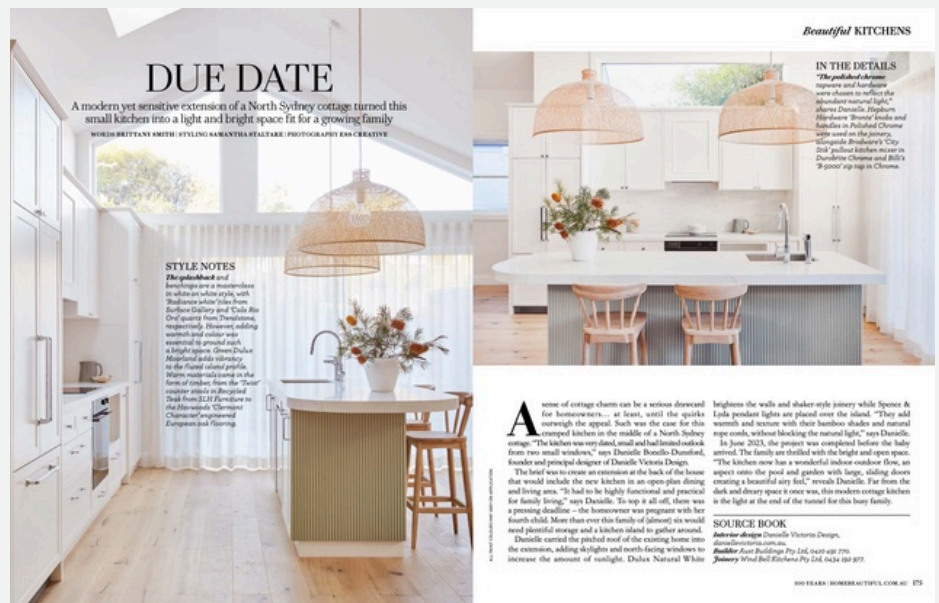 DUE DATE
A modern yet sensitive extension of a North Sydney cottage turned this
small kitchen into a light and bright space fit for a growing family
WORDS BRITTANY SMITH | STYLING SAMANTHA STALTARE | PHOTOGRAPHY ESS CREATIVE
STYLE NOTES
The splashback and
benchtops are a masterclass
in white on white style, with
'Radiance white' tiles from
Surface Gallery and 'Cala Rio
Oro' quartz from Trendstone,
respectively. However, adding
warmth and colour was
essential to ground such
a bright space. Green Dulux
Moorland adds vibrancy
to the fluted island profile.
Warm materials come in the
form of timber, from the 'Twist'
counter stools in Recycled
Teak from SLH Furniture to
the Havwoods 'Clermont
Character' engineered
European oak flooring.
Beautiful KITCHENS
IN THE DETAILS
"The polished chrome
tapware and hardware
were chosen to reflect the
abundant natural light,"
shares Danielle. Hepburn
Hardware 'Bronte' knobs and
handles in Polished Chrome
were used on the joinery,
alongside Brodware's 'City
Stik' pullout kitchen mixer in
Durobrite Chrome and Billi's
'B-5000' zip tap in Chrome.
A sense of cottage charm can be a serious drawcard
for homeowners… at least, until the quirks
outweigh the appeal. Such was the case for this
cramped kitchen in the middle of a North Sydney
cottage. "The kitchen was very dated, small and had limited outlook
from two small windows," says Danielle Bonello-Dunsford,
founder and principal designer of Danielle Victoria Design.
The brief was to create an extension at the back of the house
that would include the new kitchen in an open-plan dining
and living area. "It had to be highly functional and practical
for family living," says Danielle. To top it all off, there was
a pressing deadline – the homeowner was pregnant with her
fourth child. More than ever this family of (almost) six would
need plentiful storage and a kitchen island to gather around.
Danielle carried the pitched roof of the existing home into
the extension, adding skylights and north-facing windows to
increase the amount of sunlight. Dulux Natural White
brightens the walls and shaker-style joinery while Spence &
Lyda pendant lights are placed over the island. "They add
warmth and texture with their bamboo shades and natural
rope cords, without blocking the natural light," says Danielle.
In June 2023, the project was completed before the baby
arrived. The family are thrilled with the bright and open space.
"The kitchen now has a wonderful indoor outdoor flow, an
aspect onto the pool and garden with large, sliding doors
creating a beautiful airy feel," reveals Danielle. Far from the
dark and dreary space it once was, this modern cottage kitchen
is the light at the end of the tunnel for this busy family.
SOURCE BOOK
Interior design Danielle Victoria Design,
daniellevictoria.com.au.
Builder Aust Buildings Pty Ltd, 0420 491 770.
Joinery Wind Bell Kitchens Pty Ltd, 0434 192 977.
100 YEARS | HOMEBEAUTIFUL.COM.AU 175